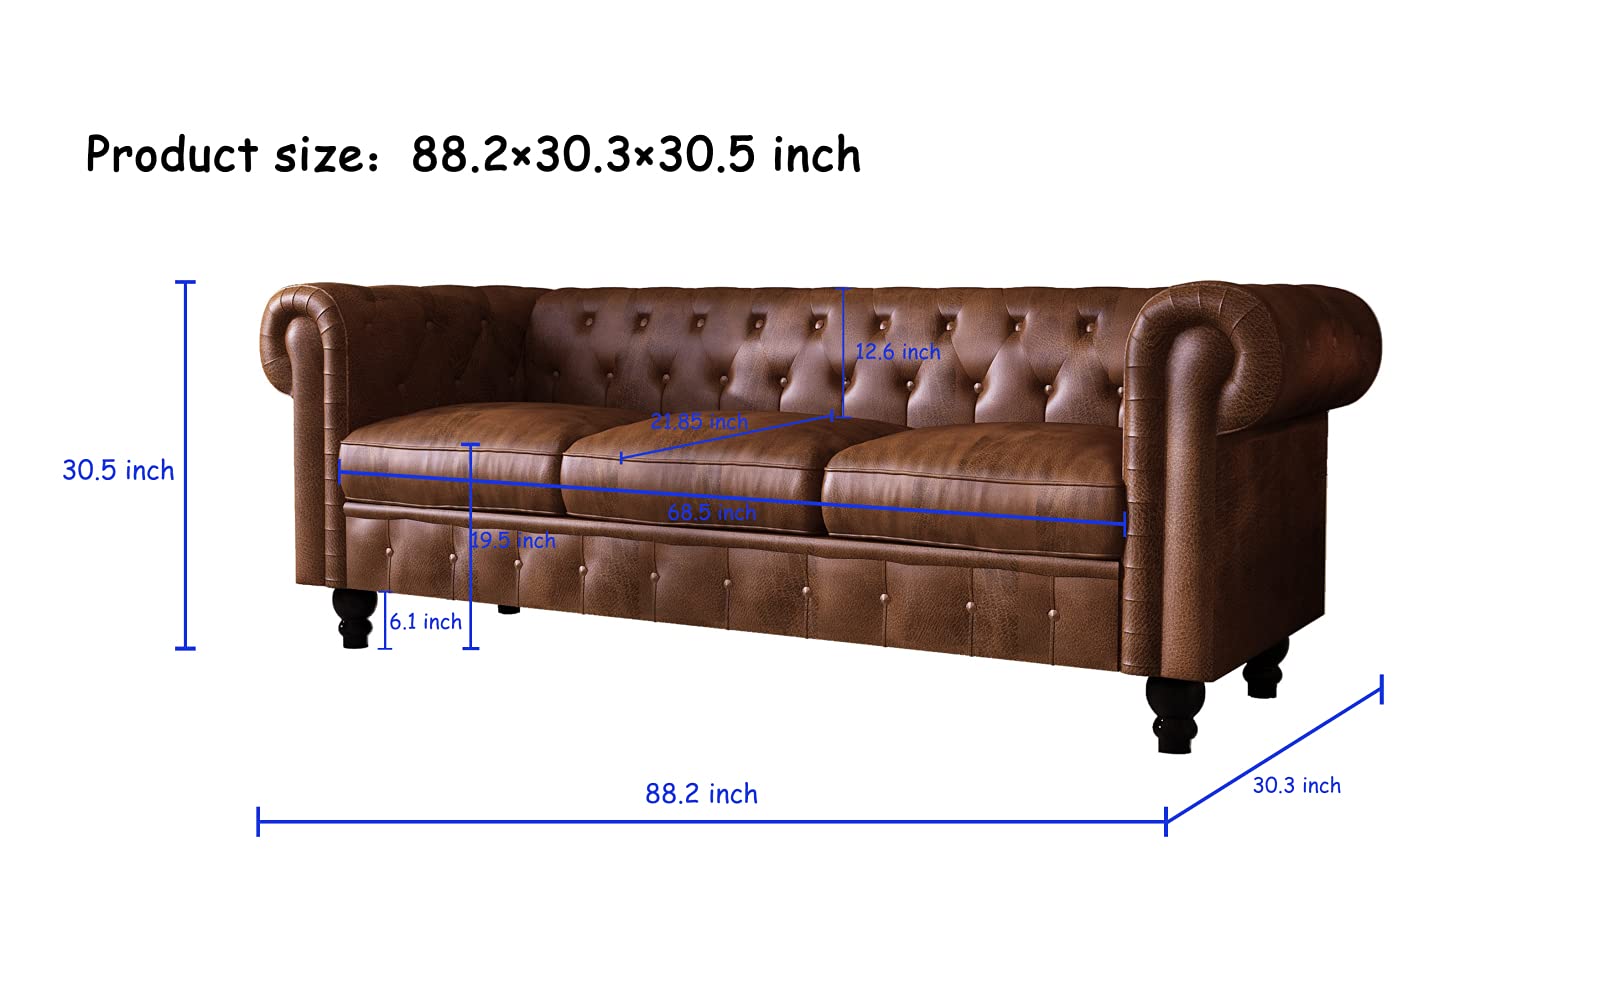 Product size: 88.2×30.3×30.5 inch
12.6 inch
21.85 inch
30.5 inch
68.5 inch
19.5 inch
6.1 inch
88.2 inch
30.3 inch